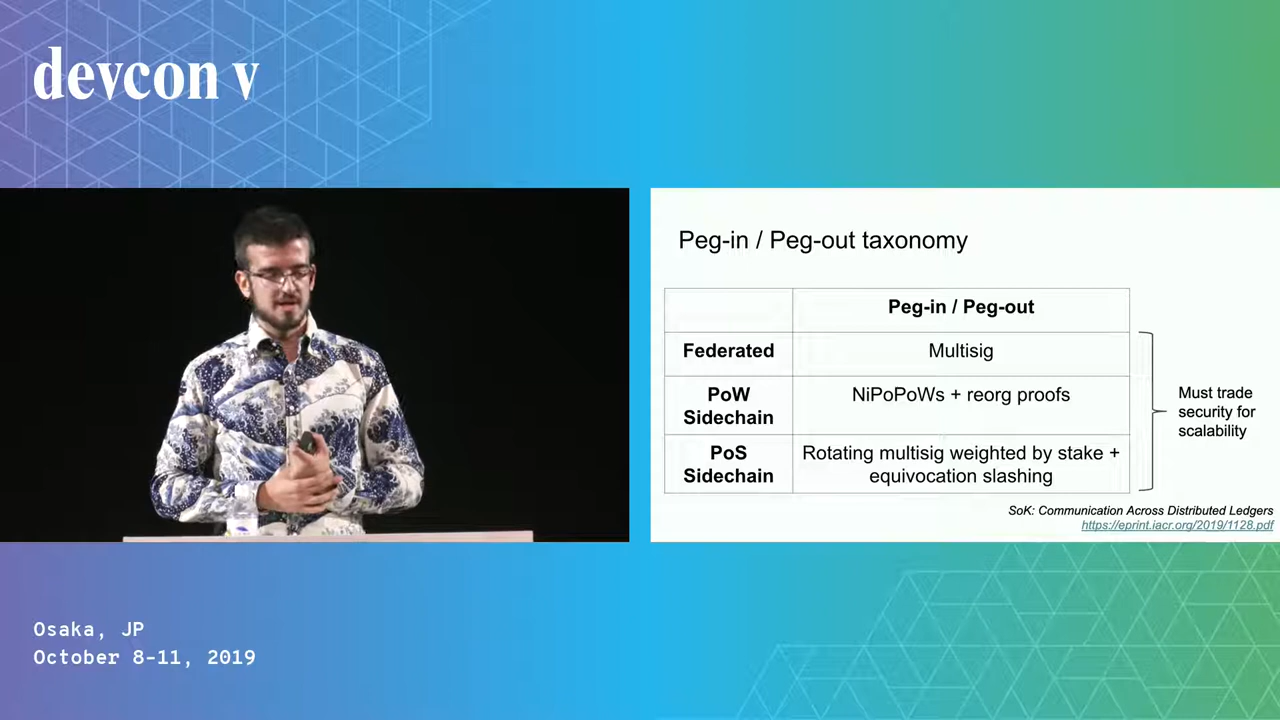 devcon v
Peg-in / Peg-out taxonomy
Peg-in / Peg-out
Federated
Multisig
PoW
Sidechain
NiPoPoWs + reorg proofs
PoS
Sidechain
Rotating multisig weighted by stake +
equivocation slashing
Must trade
security for
scalability
SoK: Communication Across Distributed Ledgers
https://eprint.iacr.org/2019/1128.pdf
Osaka, JP
October 8-11, 2019